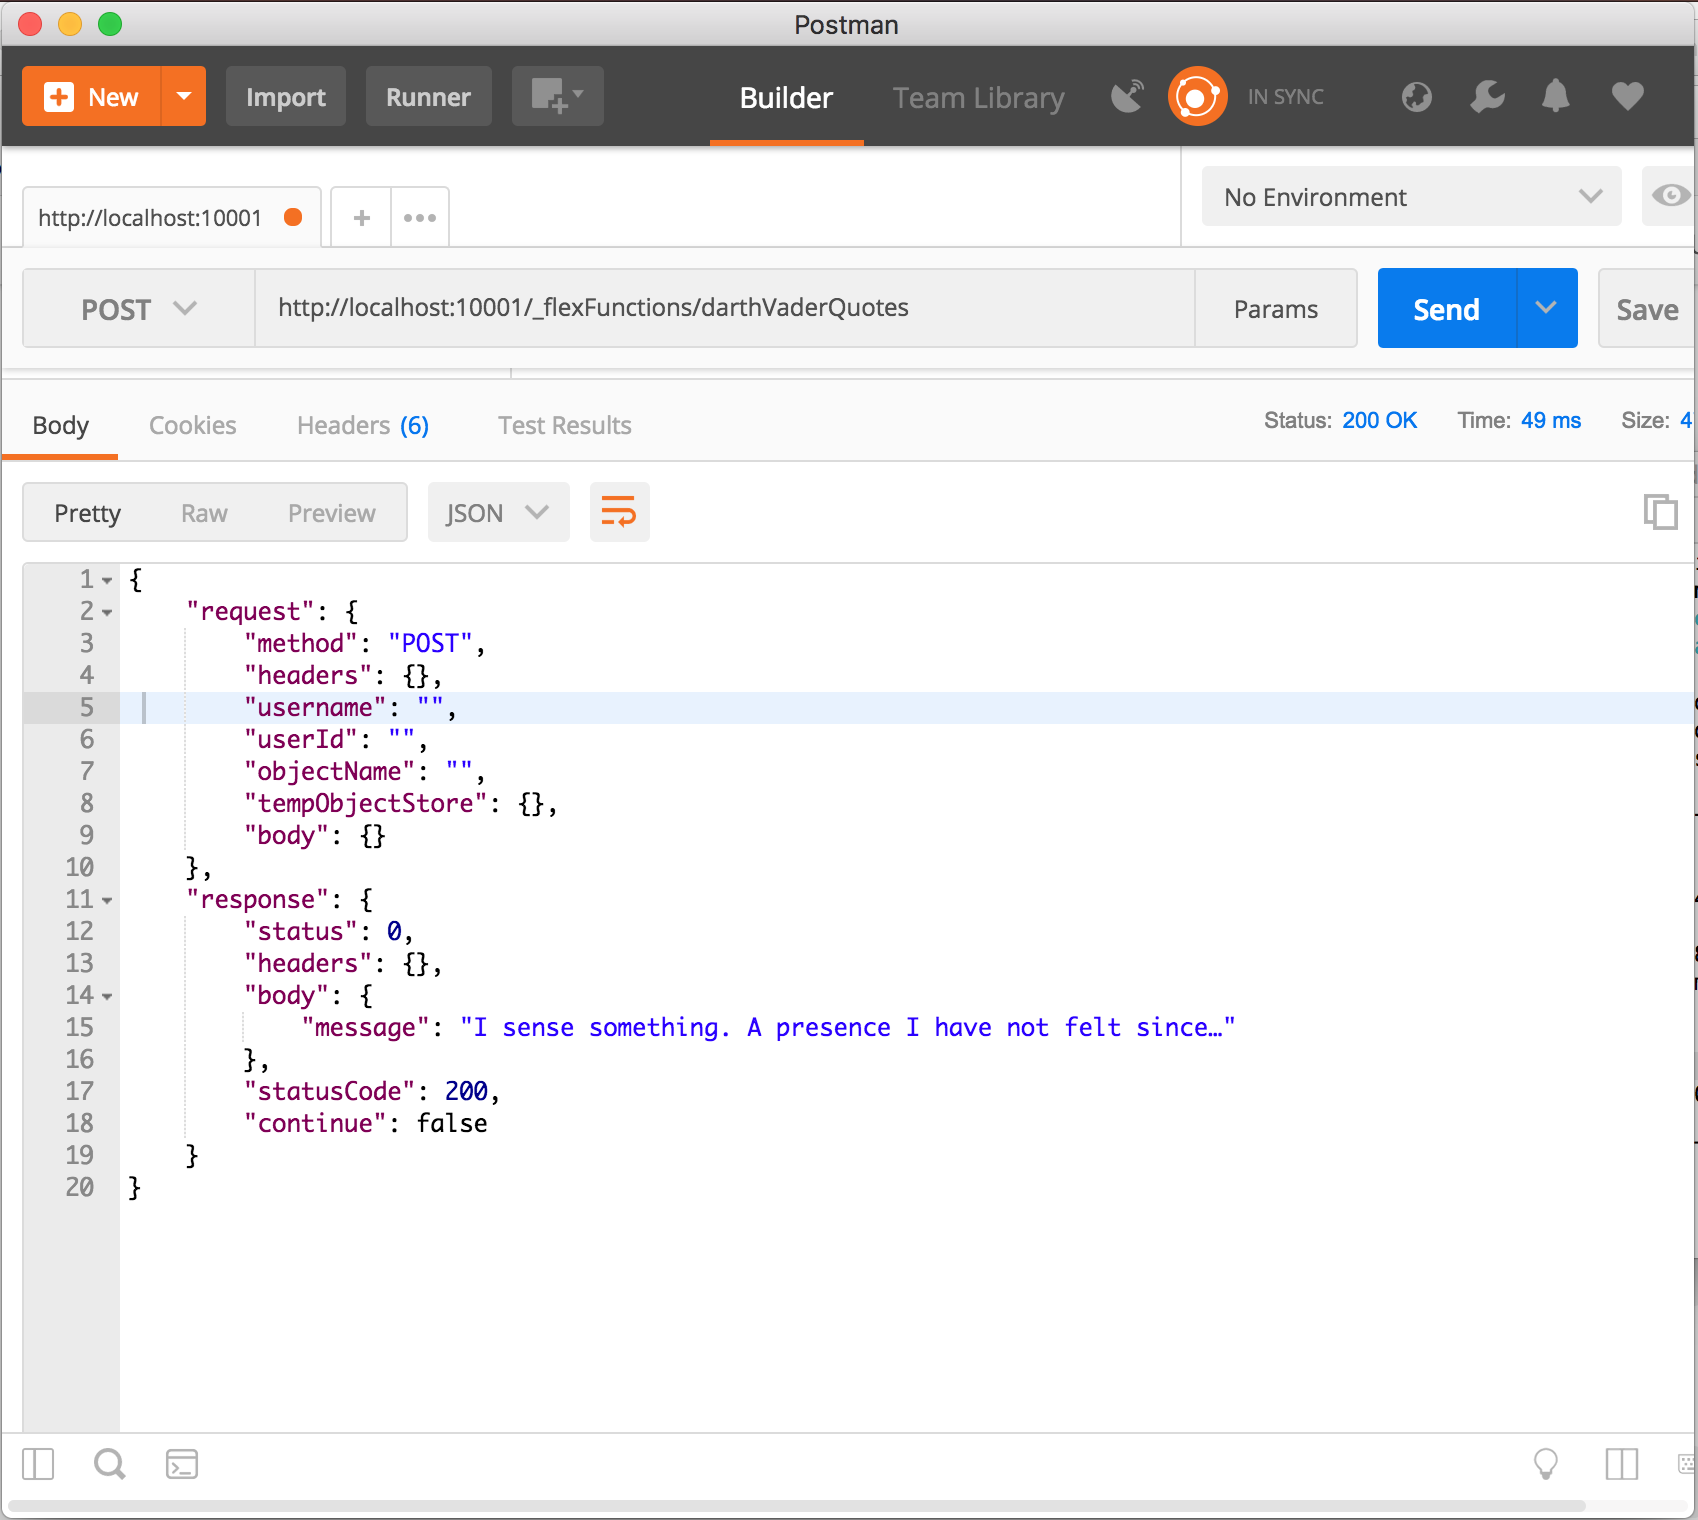 Postman
New Import Runner Builder Team Library IN SYNC
http://localhost:10001 + ••• No Environment
POST http://localhost:10001/_flexFunctions/darthVaderQuotes Params Send Save
Body Cookies Headers (6) Test Results Status: 200 OK Time: 49 ms Size: 4
Pretty Raw Preview JSON
1 {
2 "request": {
3 "method": "POST",
4 "headers": {},
5 "username": "",
6 "userId": "",
7 "objectName": "",
8 "tempObjectStore": {},
9 "body": {}
10 },
11 "response": {
12 "status": 0,
13 "headers": {},
14 "body": {
15 "message": "I sense something. A presence I have not felt since…"
16 },
17 "statusCode": 200,
18 "continue": false
19 }
20 }